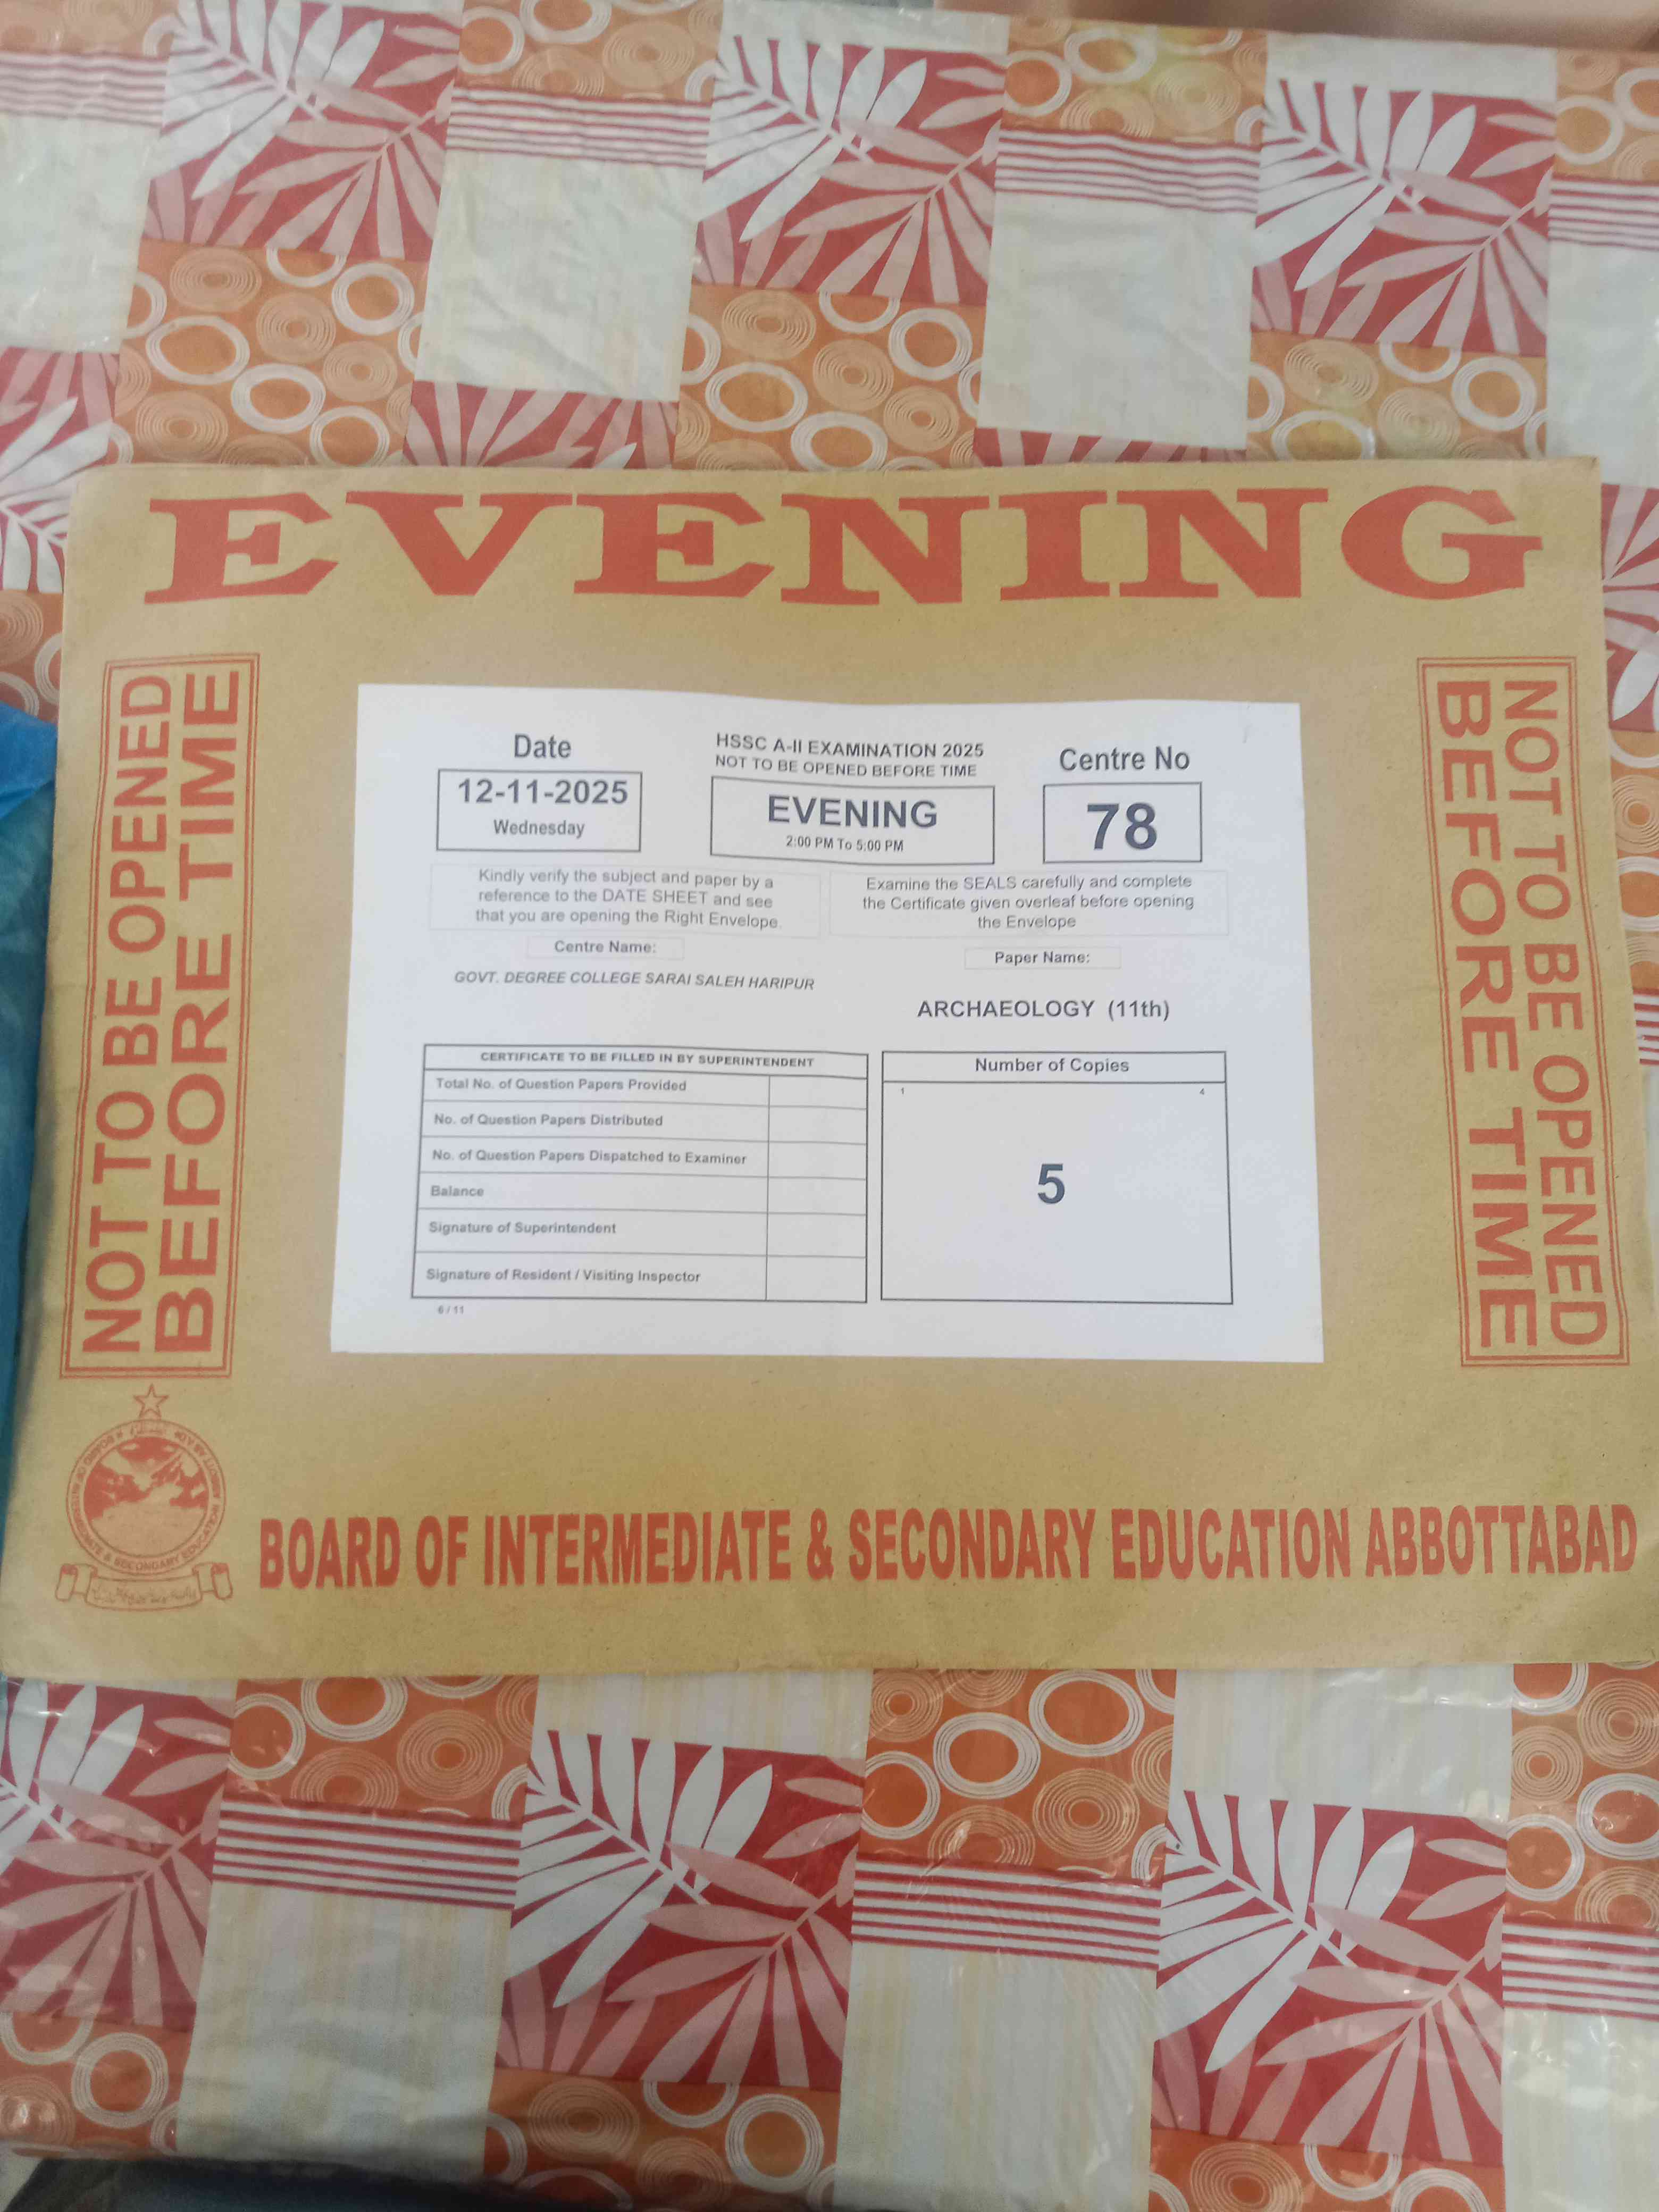 EVENING
NOT TO BE OPENED
BEFORE TIME
NOT TO BE OPENED
BEFORE TIME
Date
12-11-2025
Wednesday
HSSC A-II EXAMINATION 2025
NOT TO BE OPENED BEFORE TIME
EVENING
2:00 PM To 5:00 PM
Centre No
78
Kindly verify the subject and paper by a
reference to the DATE SHEET and see
that you are opening the Right Envelope.
Examine the SEALS carefully and complete
the Certificate given overleaf before opening
the Envelope
Centre Name:
GOVT. DEGREE COLLEGE SARAI SALEH HARIPUR
Paper Name:
ARCHAEOLOGY (11th)
CERTIFICATE TO BE FILLED IN BY SUPERINTENDENT
Total No. of Question Papers Provided
No. of Question Papers Distributed
No. of Question Papers Dispatched to Examiner
Balance
Signature of Superintendent
Signature of Resident / Visiting Inspector
6 / 11
Number of Copies
1 4
5
BOARD OF INTERMEDIATE & SECONDARY EDUCATION ABBOTTABAD